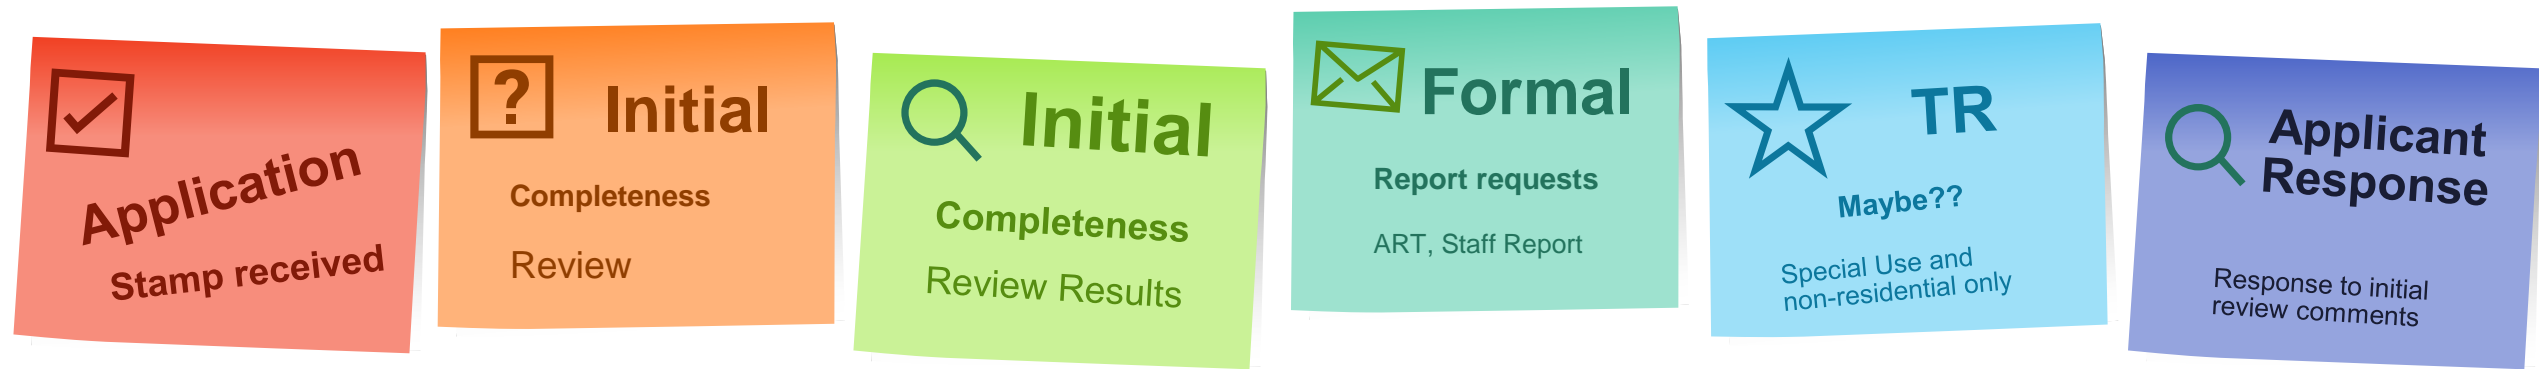 Application
Stamp received
?
Initial
Completeness
Review
Initial
Completeness
Review Results
Formal
Report requests
ART, Staff Report
TR
Maybe??
Special Use and
non-residential only
Applicant
Response
Response to initial
review comments